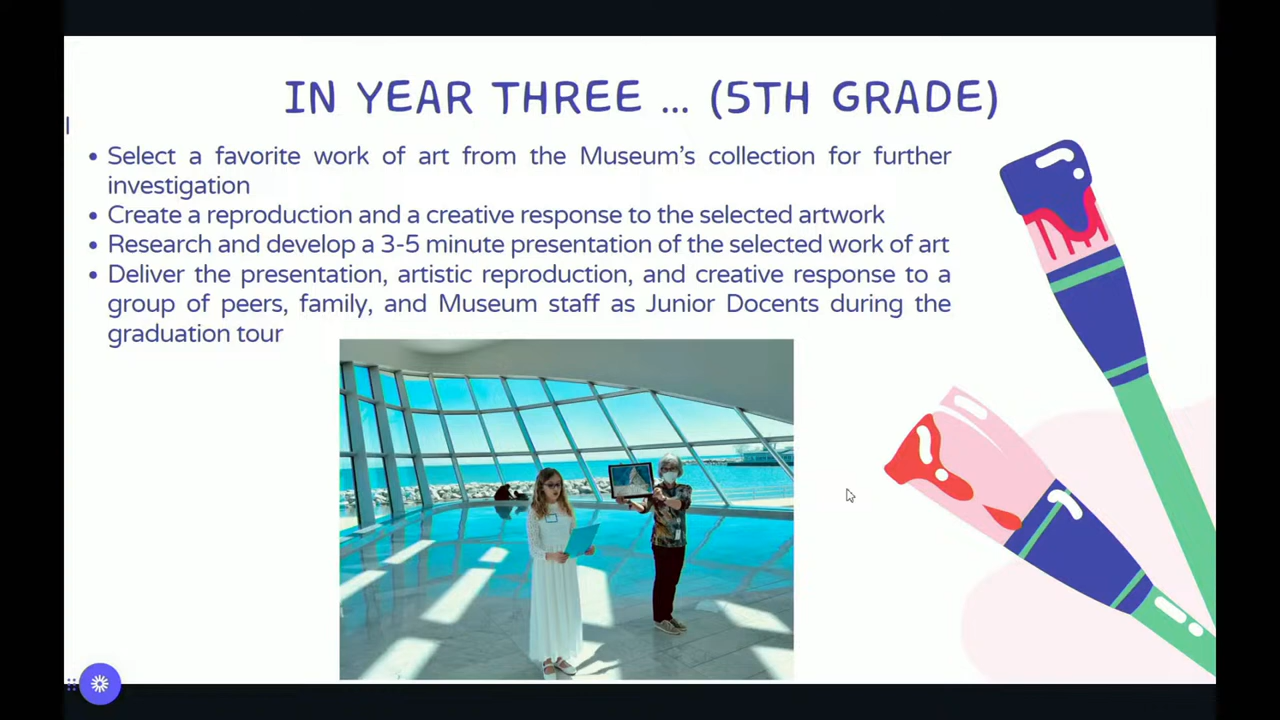 IN YEAR THREE ... (5TH GRADE)
• Select a favorite work of art from the Museum's collection for further
investigation
• Create a reproduction and a creative response to the selected artwork
• Research and develop a 3-5 minute presentation of the selected work of art
• Deliver the presentation, artistic reproduction, and creative response to a
group of peers, family, and Museum staff as Junior Docents during the
graduation tour